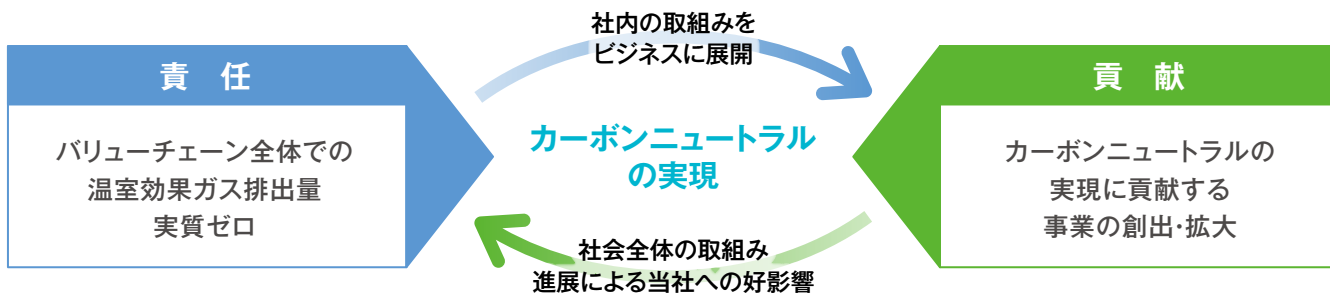 社内の取組みを
ビジネスに展開
責　任
バリューチェーン全体での
温室効果ガス排出量
実質ゼロ
カーボンニュートラル
の実現
貢　献
カーボンニュートラルの
実現に貢献する
事業の創出・拡大
社会全体の取組み
進展による当社への好影響